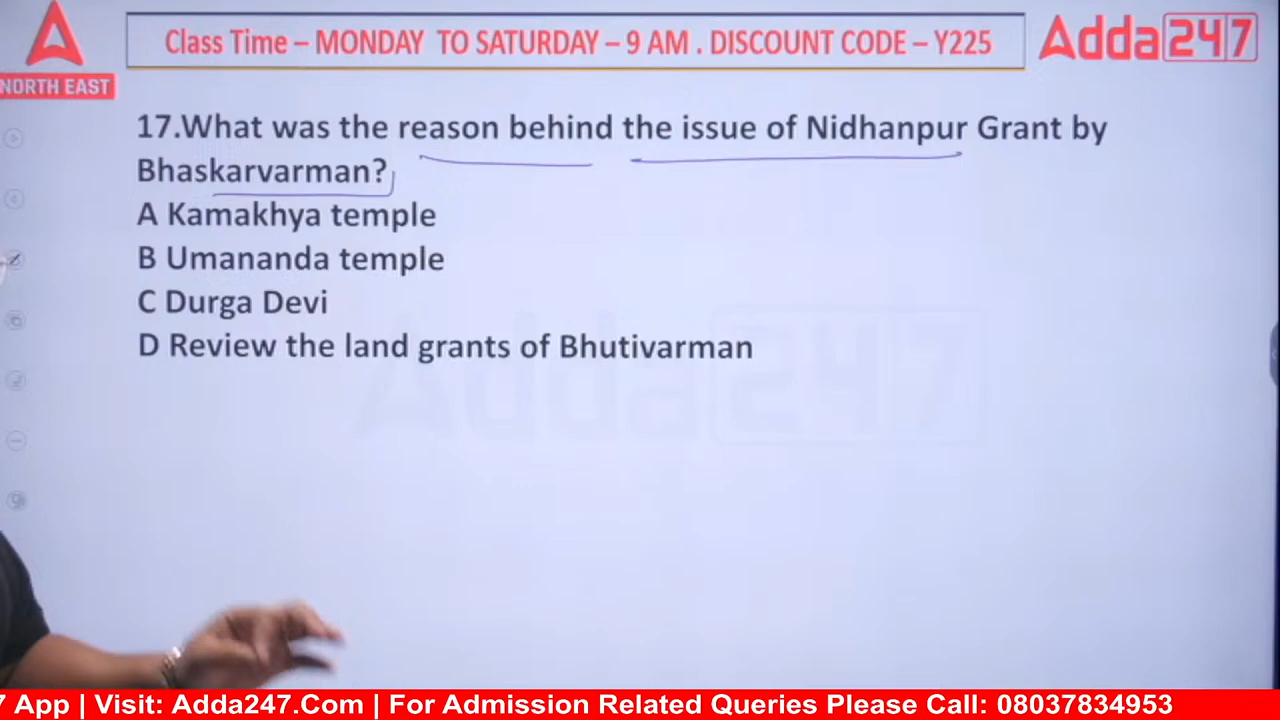 Class Time – MONDAY TO SATURDAY – 9 AM . DISCOUNT CODE – Y225
Adda247
NORTH EAST
17.What was the reason behind the issue of Nidhanpur Grant by
Bhaskarvarman?
A Kamakhya temple
B Umananda temple
C Durga Devi
D Review the land grants of Bhutivarman
Adda247
7 App | Visit: Adda247.Com | For Admission Related Queries Please Call: 08037834953